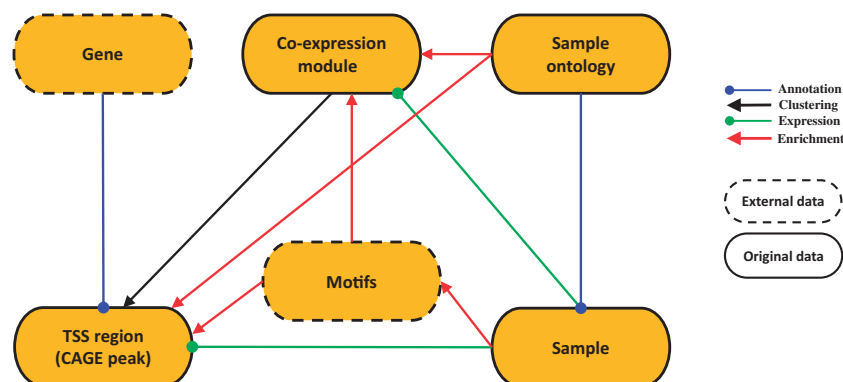 Gene
Co-expression
module
Sample
ontology
Annotation
Clustering
Expression
Enrichment
External data
Original data
Motifs
TSS region
(CAGE peak)
Sample